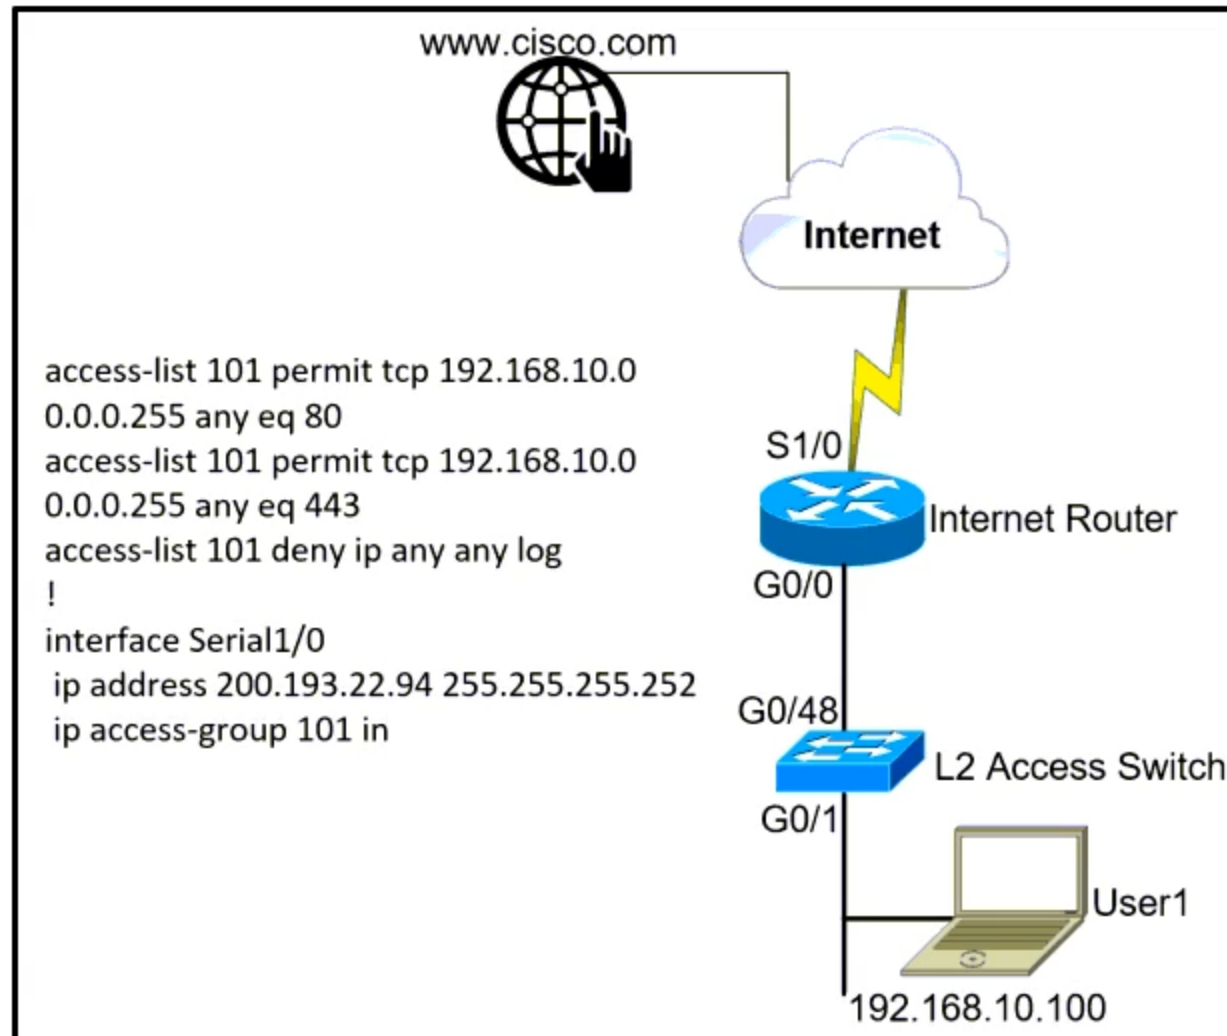 www.cisco.com
Internet
access-list 101 permit tcp 192.168.10.0
0.0.0.255 any eq 80
access-list 101 permit tcp 192.168.10.0
0.0.0.255 any eq 443
access-list 101 deny ip any any log
!
interface Serial1/0
ip address 200.193.22.94 255.255.255.252
ip access-group 101 in
S1/0
Internet Router
G0/0
G0/48
L2 Access Switch
G0/1
User1
192.168.10.100